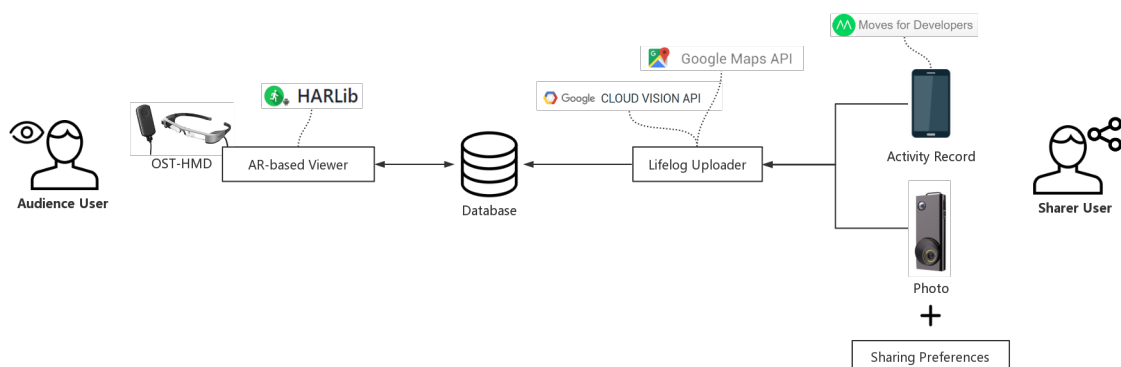 Moves for Developers
G
Google Maps API
Google CLOUD VISION API
HARLib
OST-HMD
AR-based Viewer
Lifelog Uploader
Activity Record
Audience User
Database
Sharer User
Photo
+
Sharing Preferences